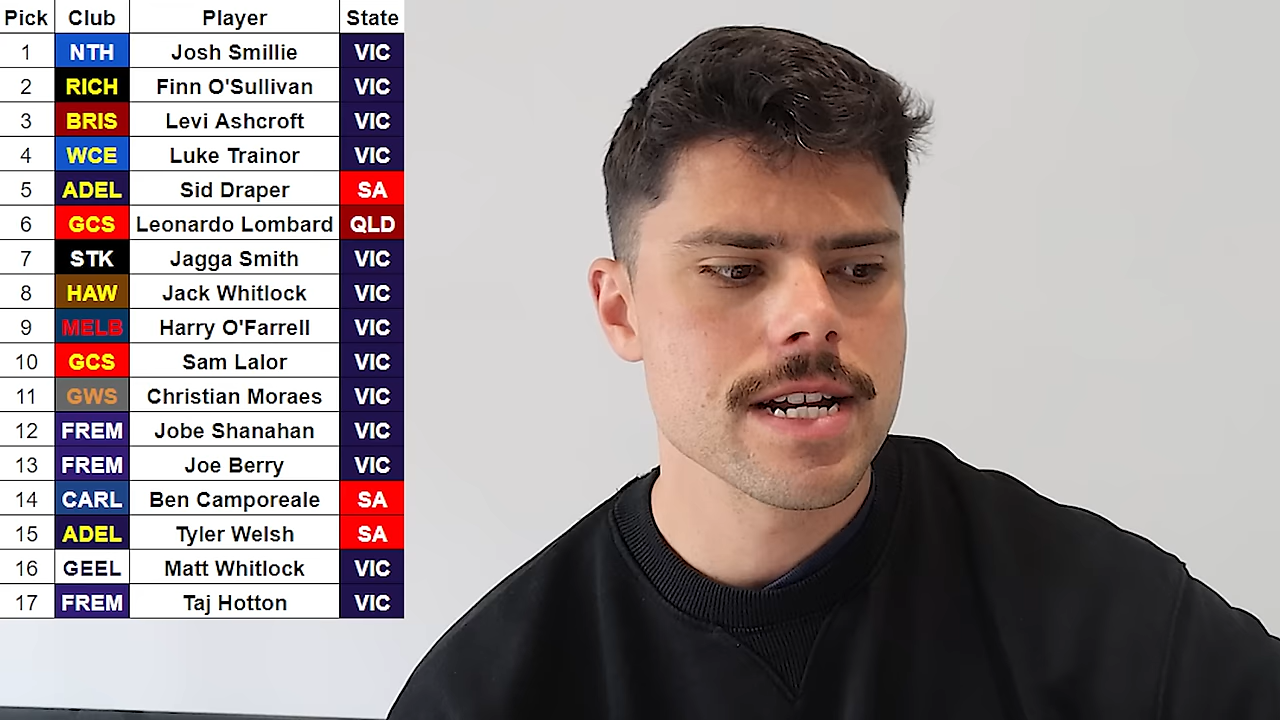 Pick Club Player State
1 NTH Josh Smillie VIC
2 RICH Finn O'Sullivan VIC
3 BRIS Levi Ashcroft VIC
4 WCE Luke Trainor VIC
5 ADEL Sid Draper SA
6 GCS Leonardo Lombard QLD
7 STK Jagga Smith VIC
8 HAW Jack Whitlock VIC
9 MELB Harry O'Farrell VIC
10 GCS Sam Lalor VIC
11 GWS Christian Moraes VIC
12 FREM Jobe Shanahan VIC
13 FREM Joe Berry VIC
14 CARL Ben Camporeale SA
15 ADEL Tyler Welsh SA
16 GEEL Matt Whitlock VIC
17 FREM Taj Hotton VIC